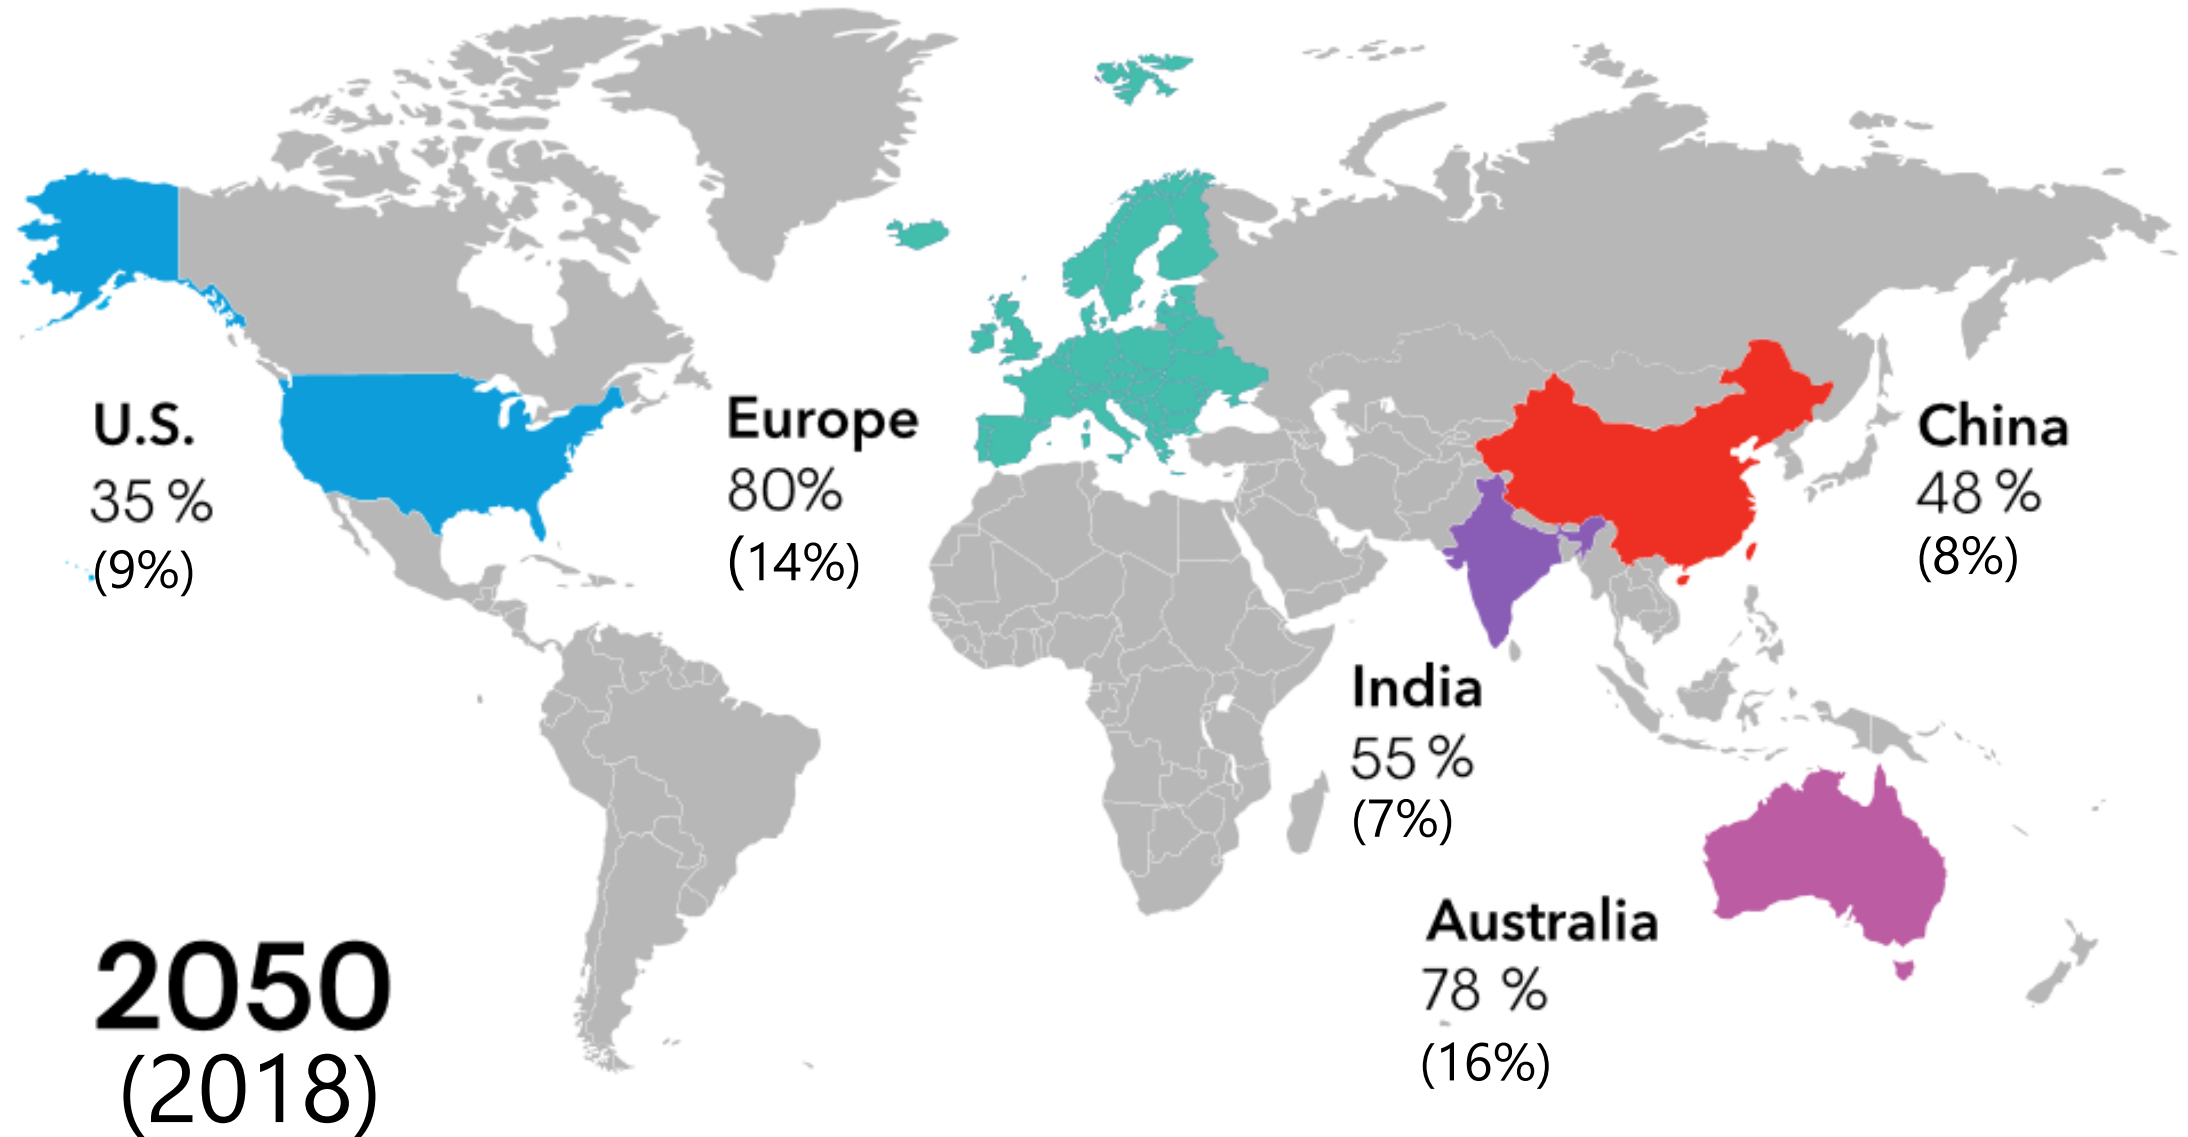 U.S.
35 %
(9%)
Europe
80%
(14%)
China
48 %
(8%)
India
55 %
(7%)
Australia
78 %
(16%)
2050
(2018)